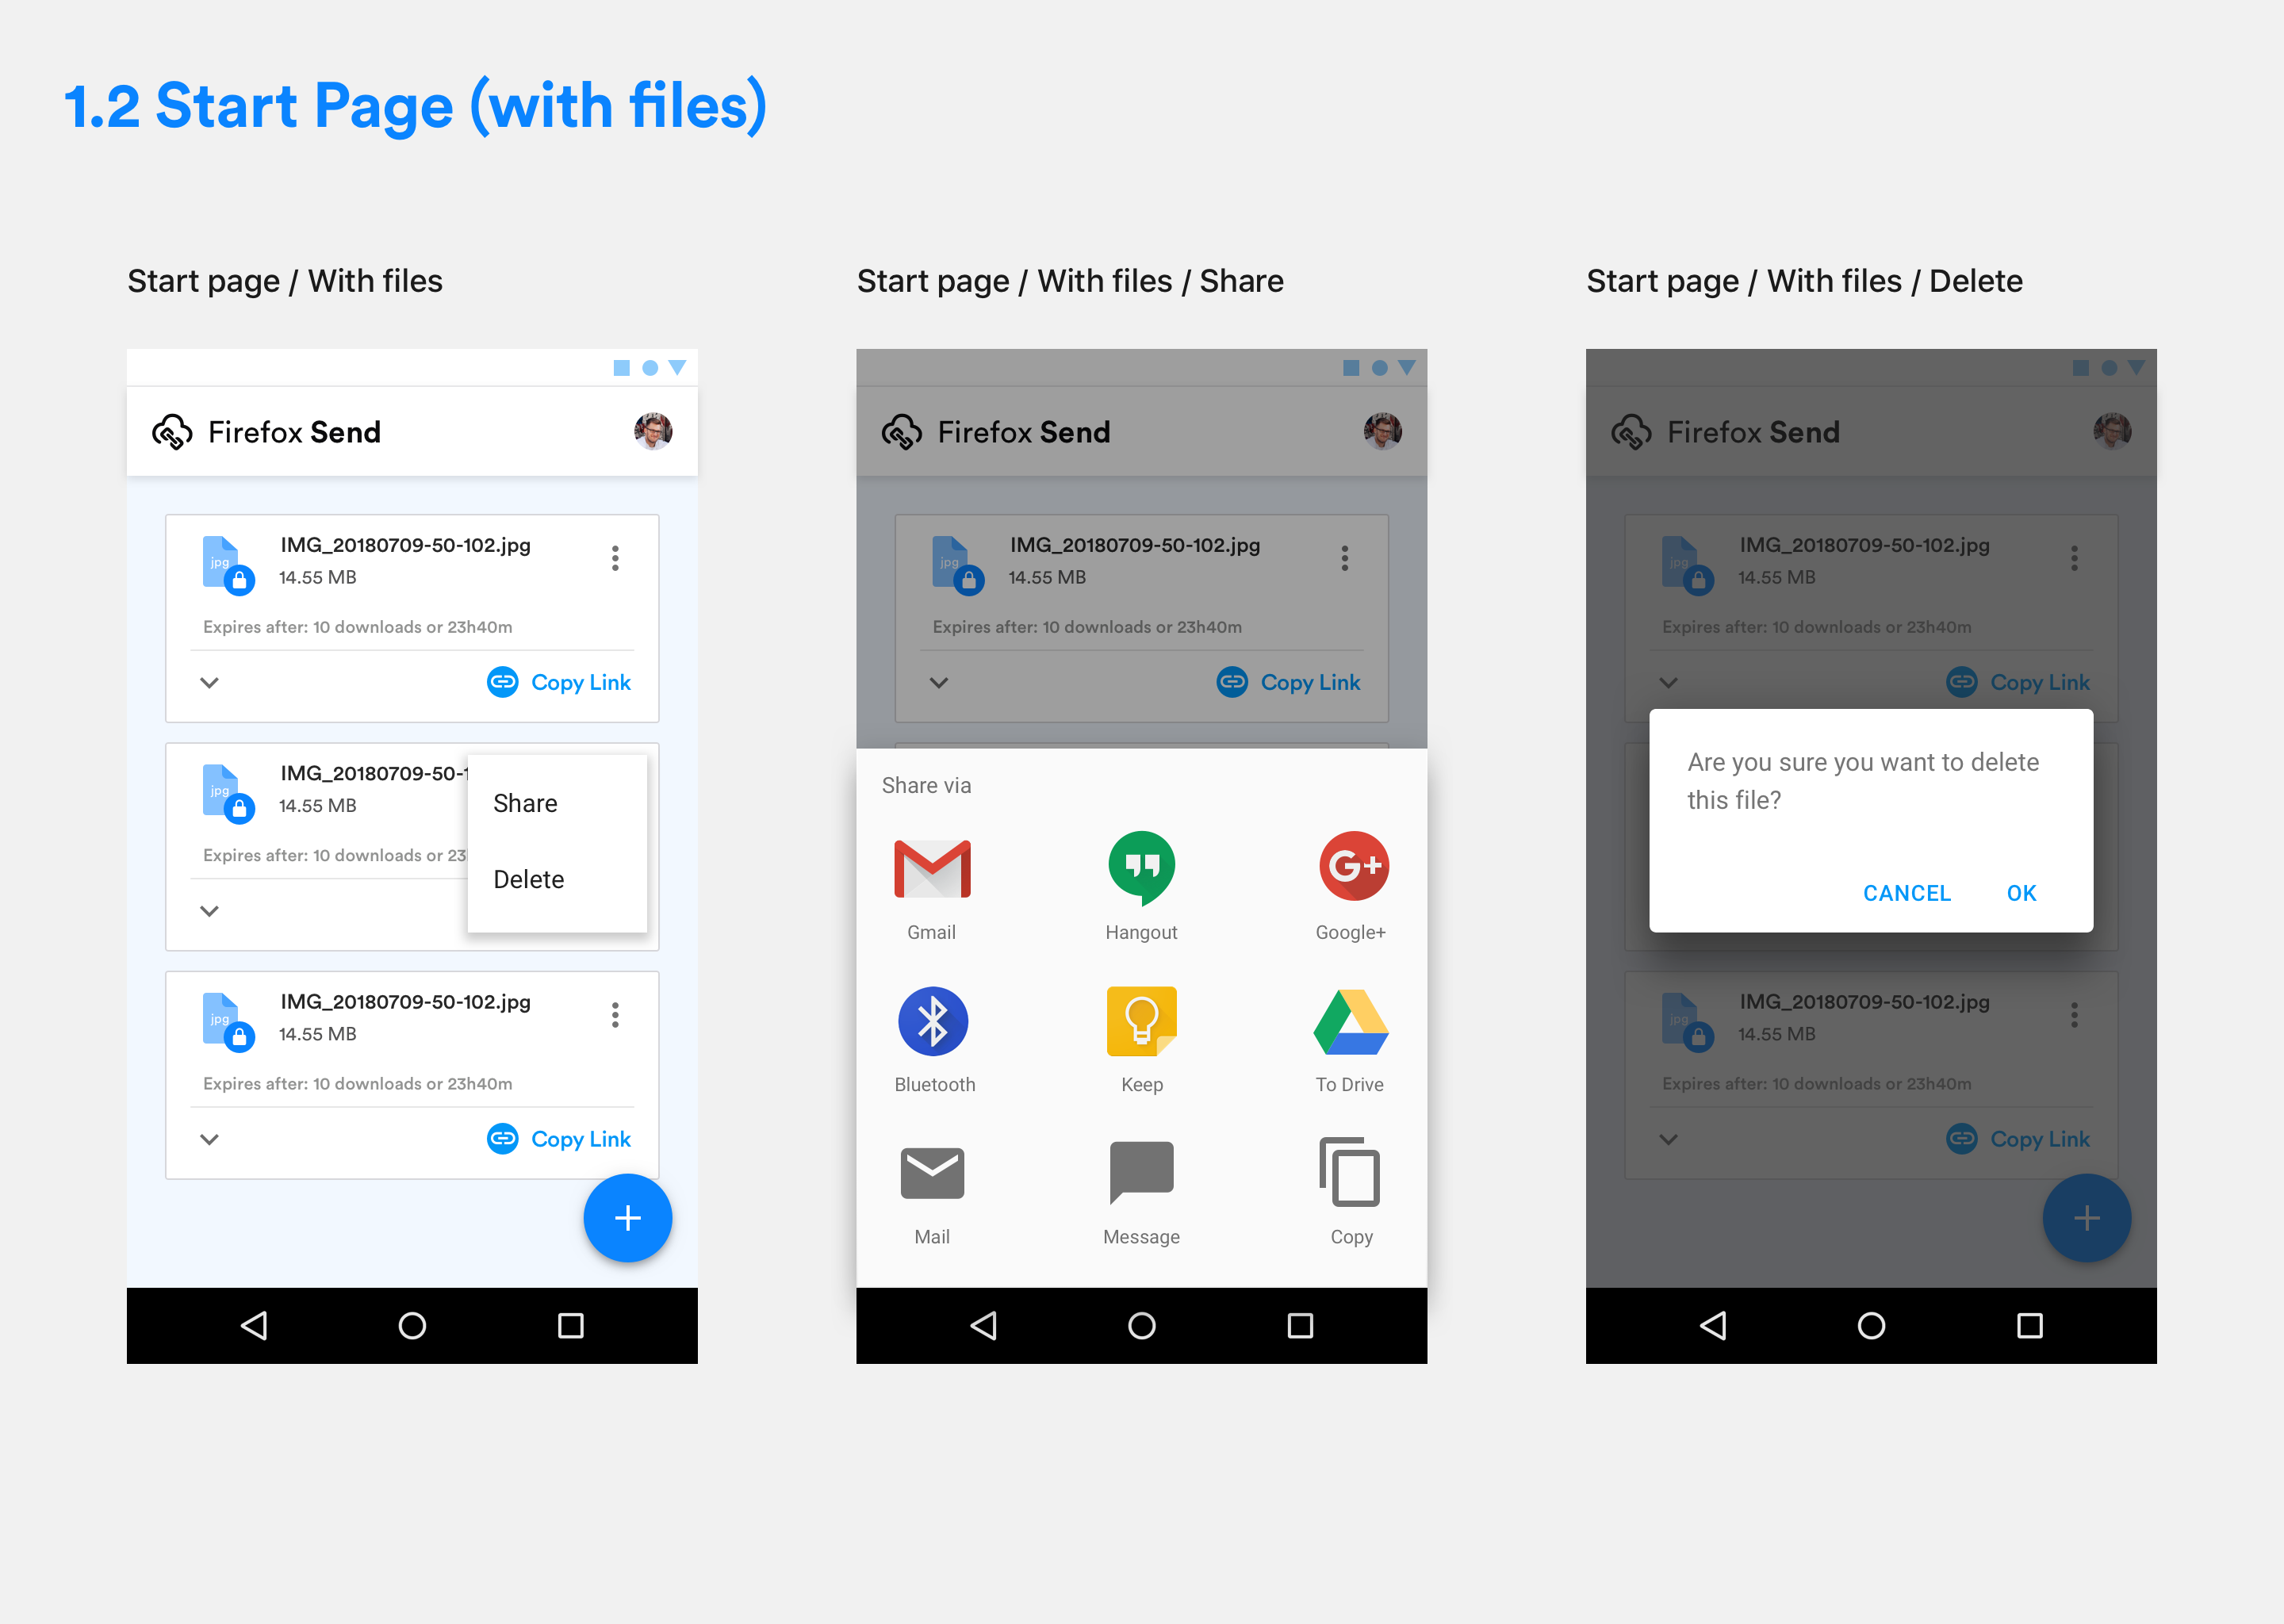 1.2 Start Page (with files)
Start page / With files
Firefox Send
jpg
IMG_20180709-50-102.jpg
14.55 MB
Expires after: 10 downloads or 23h40m
Copy Link
jpg
IMG_20180709-50-1
14.55 MB
Expires after: 10 downloads or 23
Share
Delete
jpg
IMG_20180709-50-102.jpg
14.55 MB
Expires after: 10 downloads or 23h40m
Copy Link
Start page / With files / Share
Firefox Send
jpg
IMG_20180709-50-102.jpg
14.55 MB
Expires after: 10 downloads or 23h40m
Copy Link
Share via
G+
Gmail
Hangout
Google+
Bluetooth
Keep
To Drive
Mail
Message
Copy
Start page / With files / Delete
Firefox Send
jpg
IMG_20180709-50-102.jpg
14.55 MB
Expires after: 10 downloads or 23h40m
Copy Link
Are you sure you want to delete
this file?
CANCEL
OK
jpg
IMG_20180709-50-102.jpg
14.55 MB
Expires after: 10 downloads or 23h40m
Copy Link